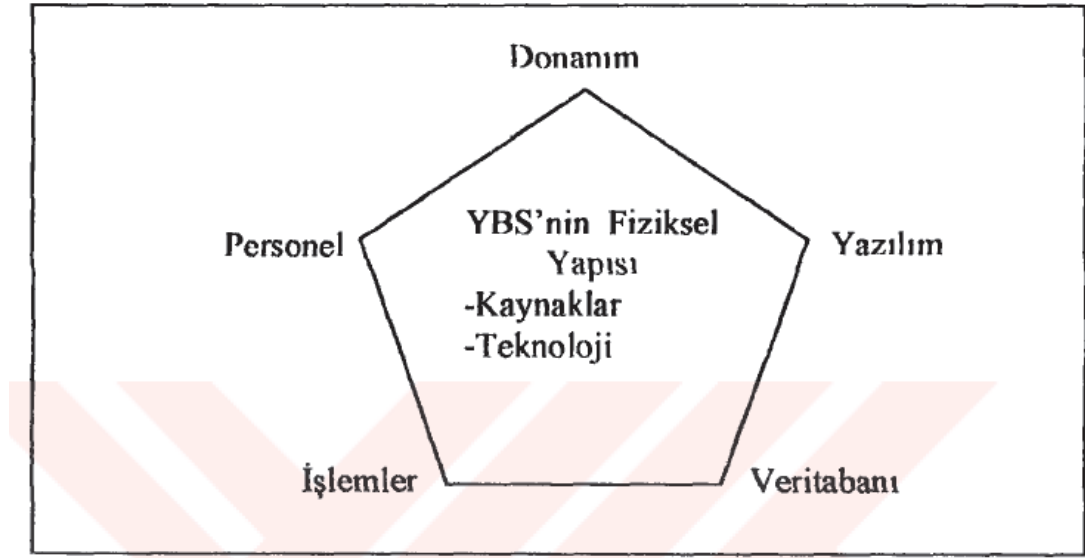 Donanım
YBS'nin Fiziksel
Personel
Yazılım
Yapısı
-Kaynaklar
-Teknoloji
İşlemler
Veritabanı